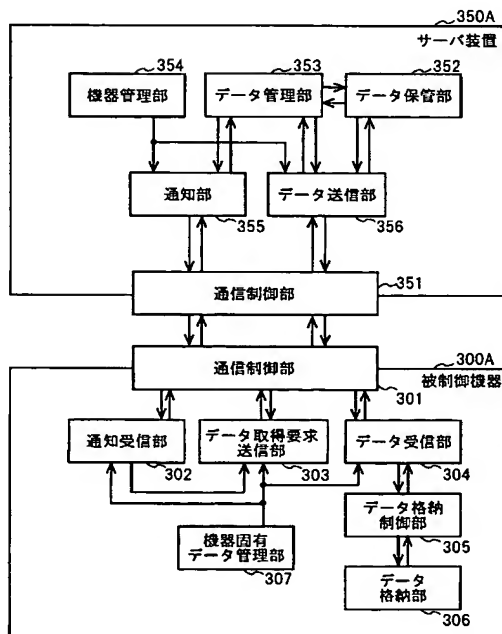 350A
サーバ装置
354
353
352
機器管理部
データ管理部
データ保管部
通知部
データ送信部
355
356
351
通信制御部
300A
通信制御部
被制御機器
301
通知受信部
データ取得要求
送信部
データ受信部
302
303
304
データ格納
制御部
305
機器固有
データ管理部
データ
格納部
307
306